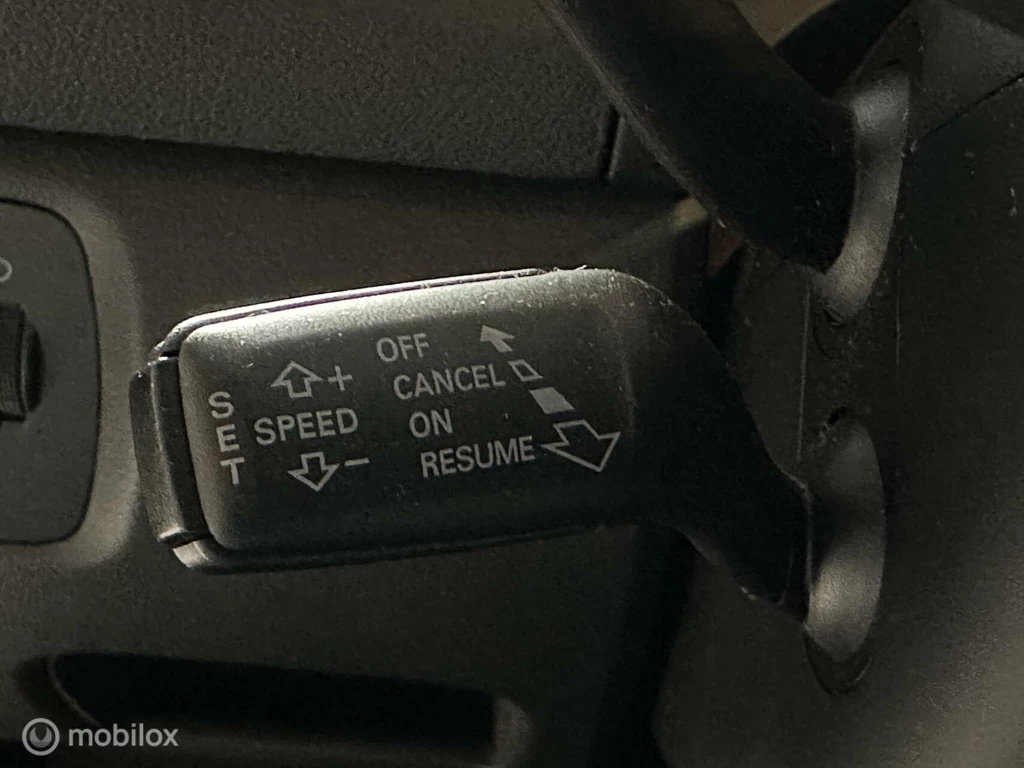 SET
+
SPEED
−
OFF
CANCEL
ON
RESUME
mobilox